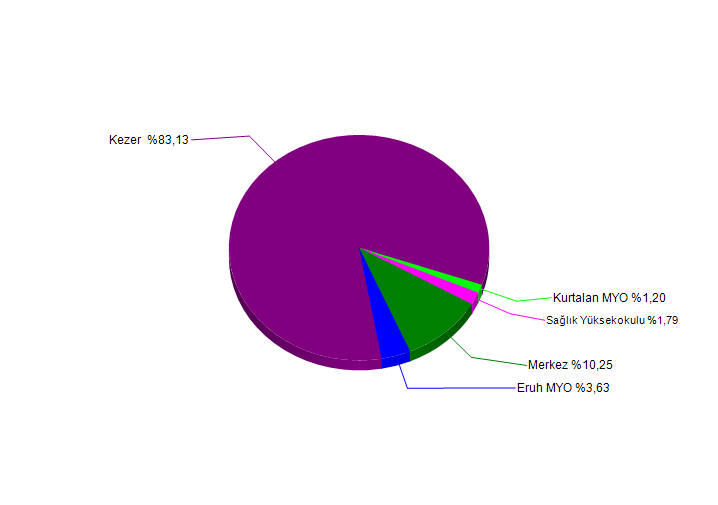 Kezer %83,13
Kurtalan MYO %1,20
Sağlık Yüksekokulu %1,79
Merkez %10,25
Eruh MYO %3,63